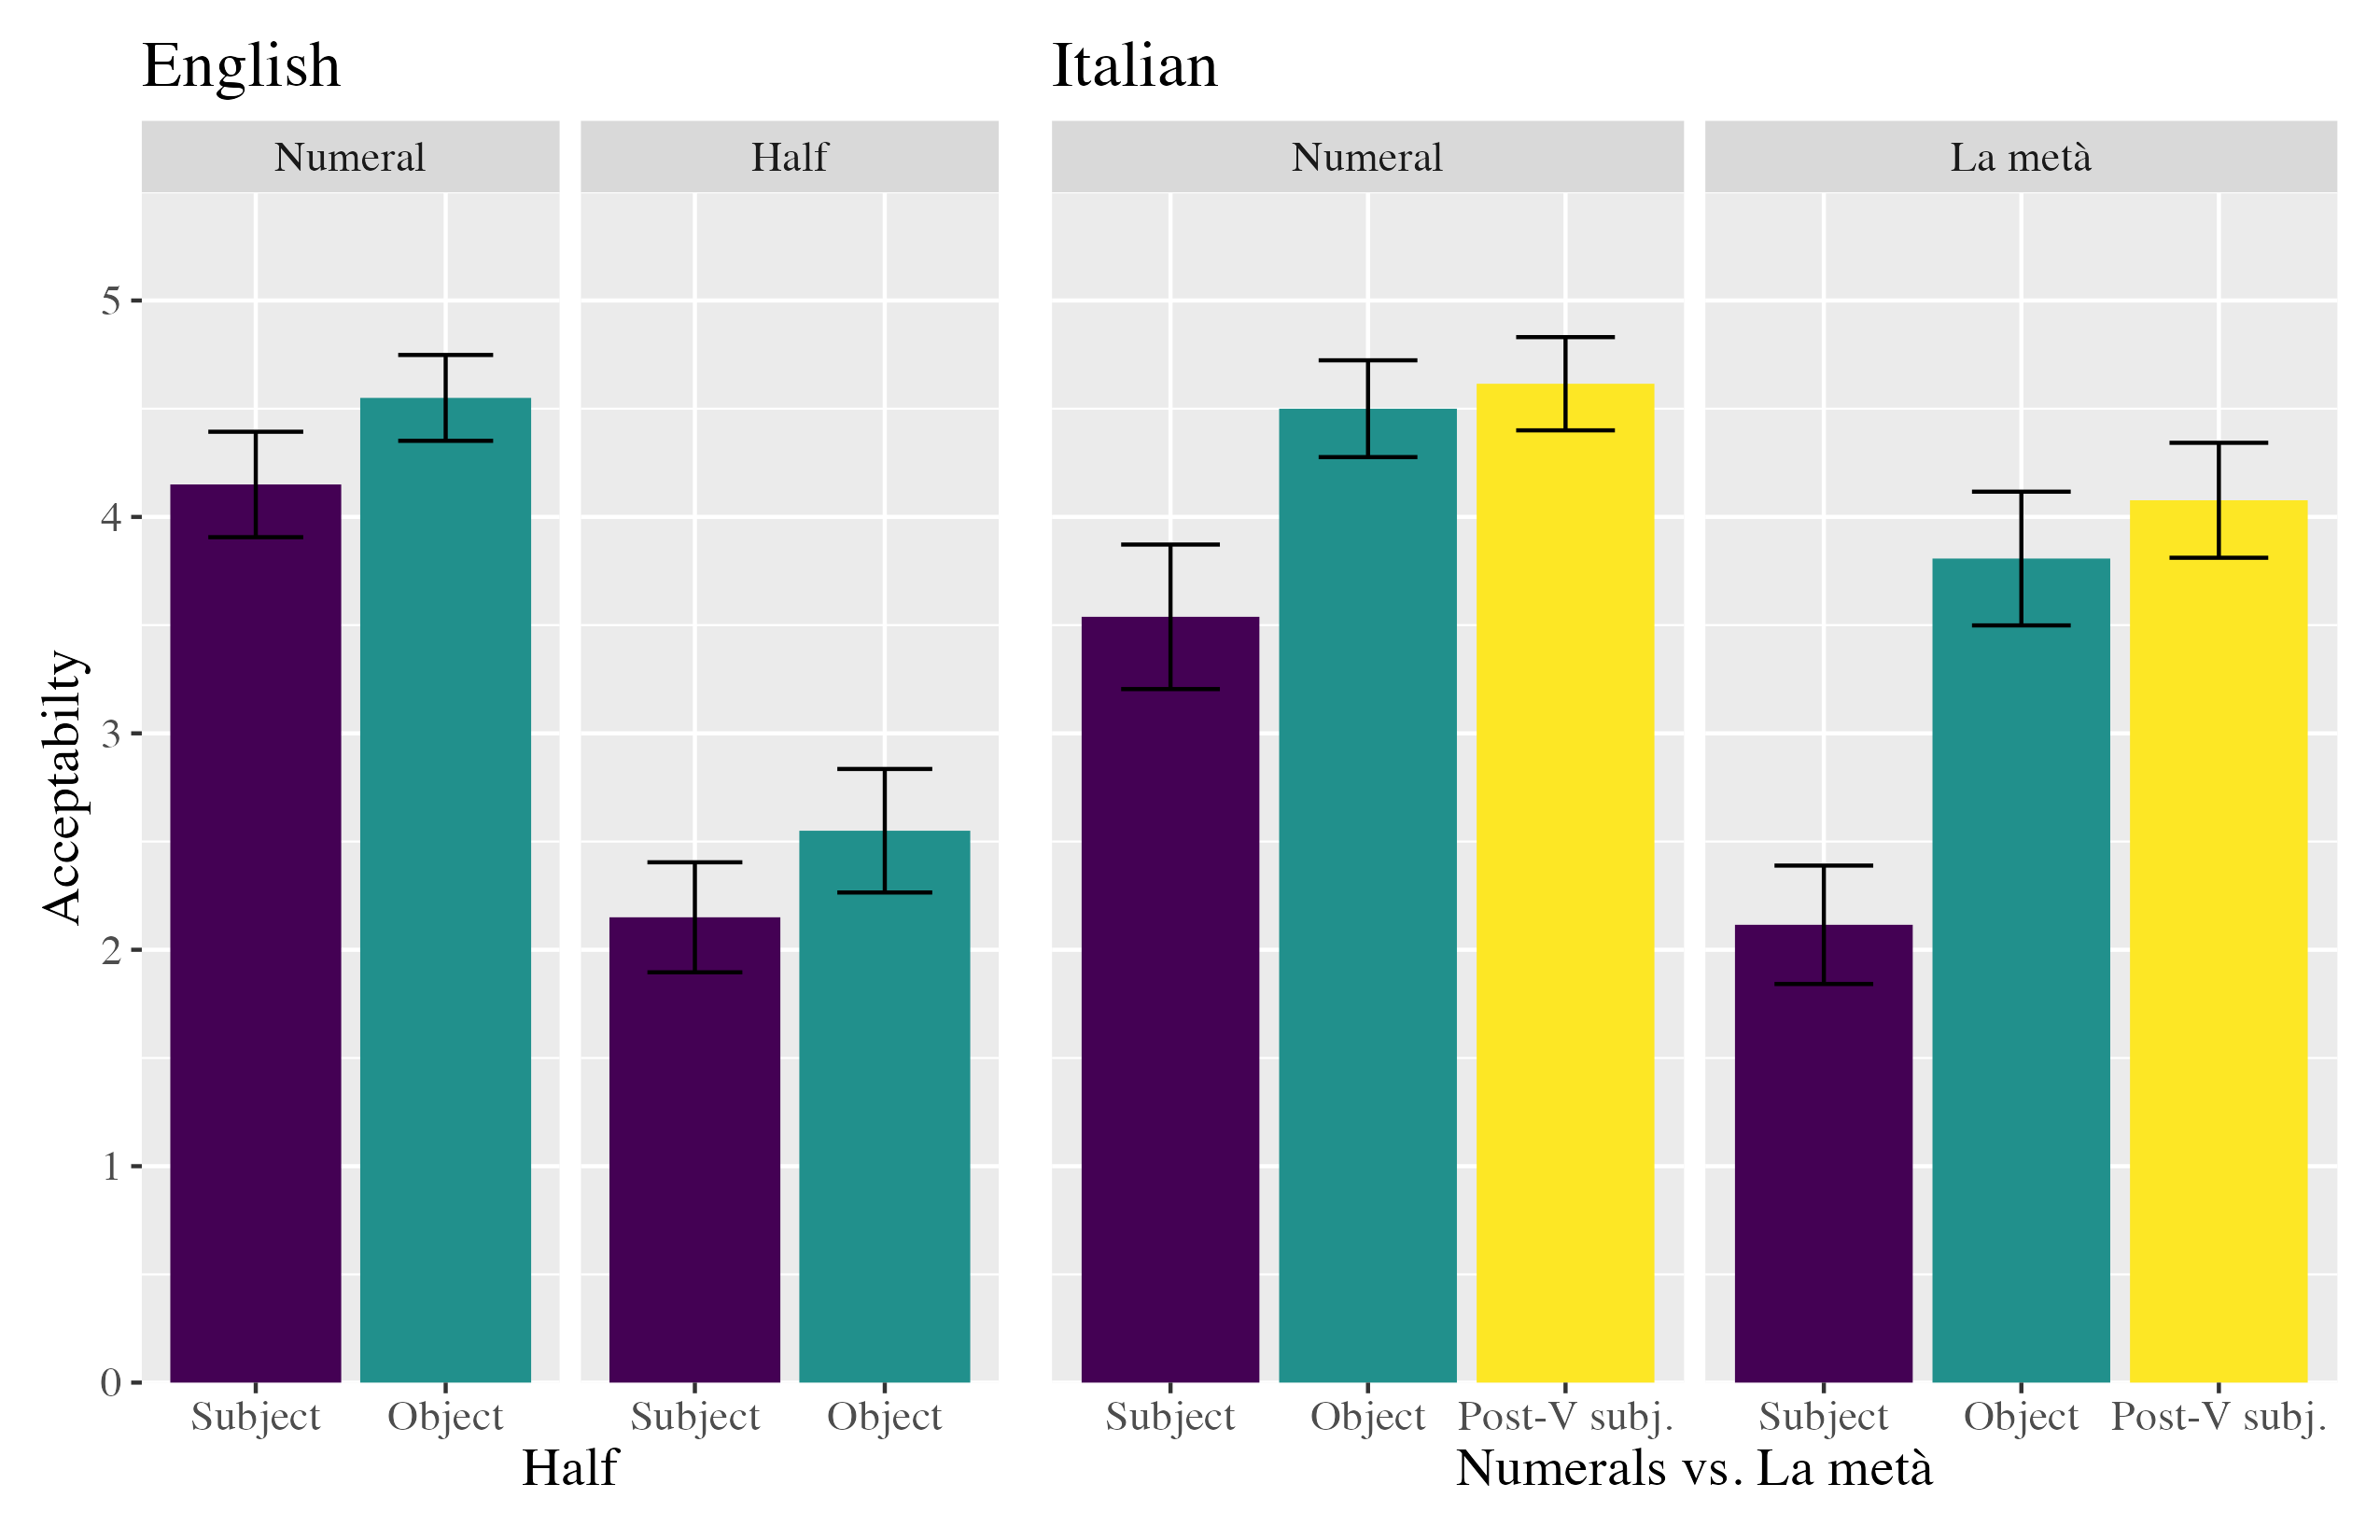 English
Italian
Numeral
Half
Numeral
La metà
Acceptabilty
5
4
3
2
1
0
Subject
Object
Subject
Object
Subject
Object
Post-V subj.
Subject
Object
Post-V subj.
Half
Numerals vs. La metà